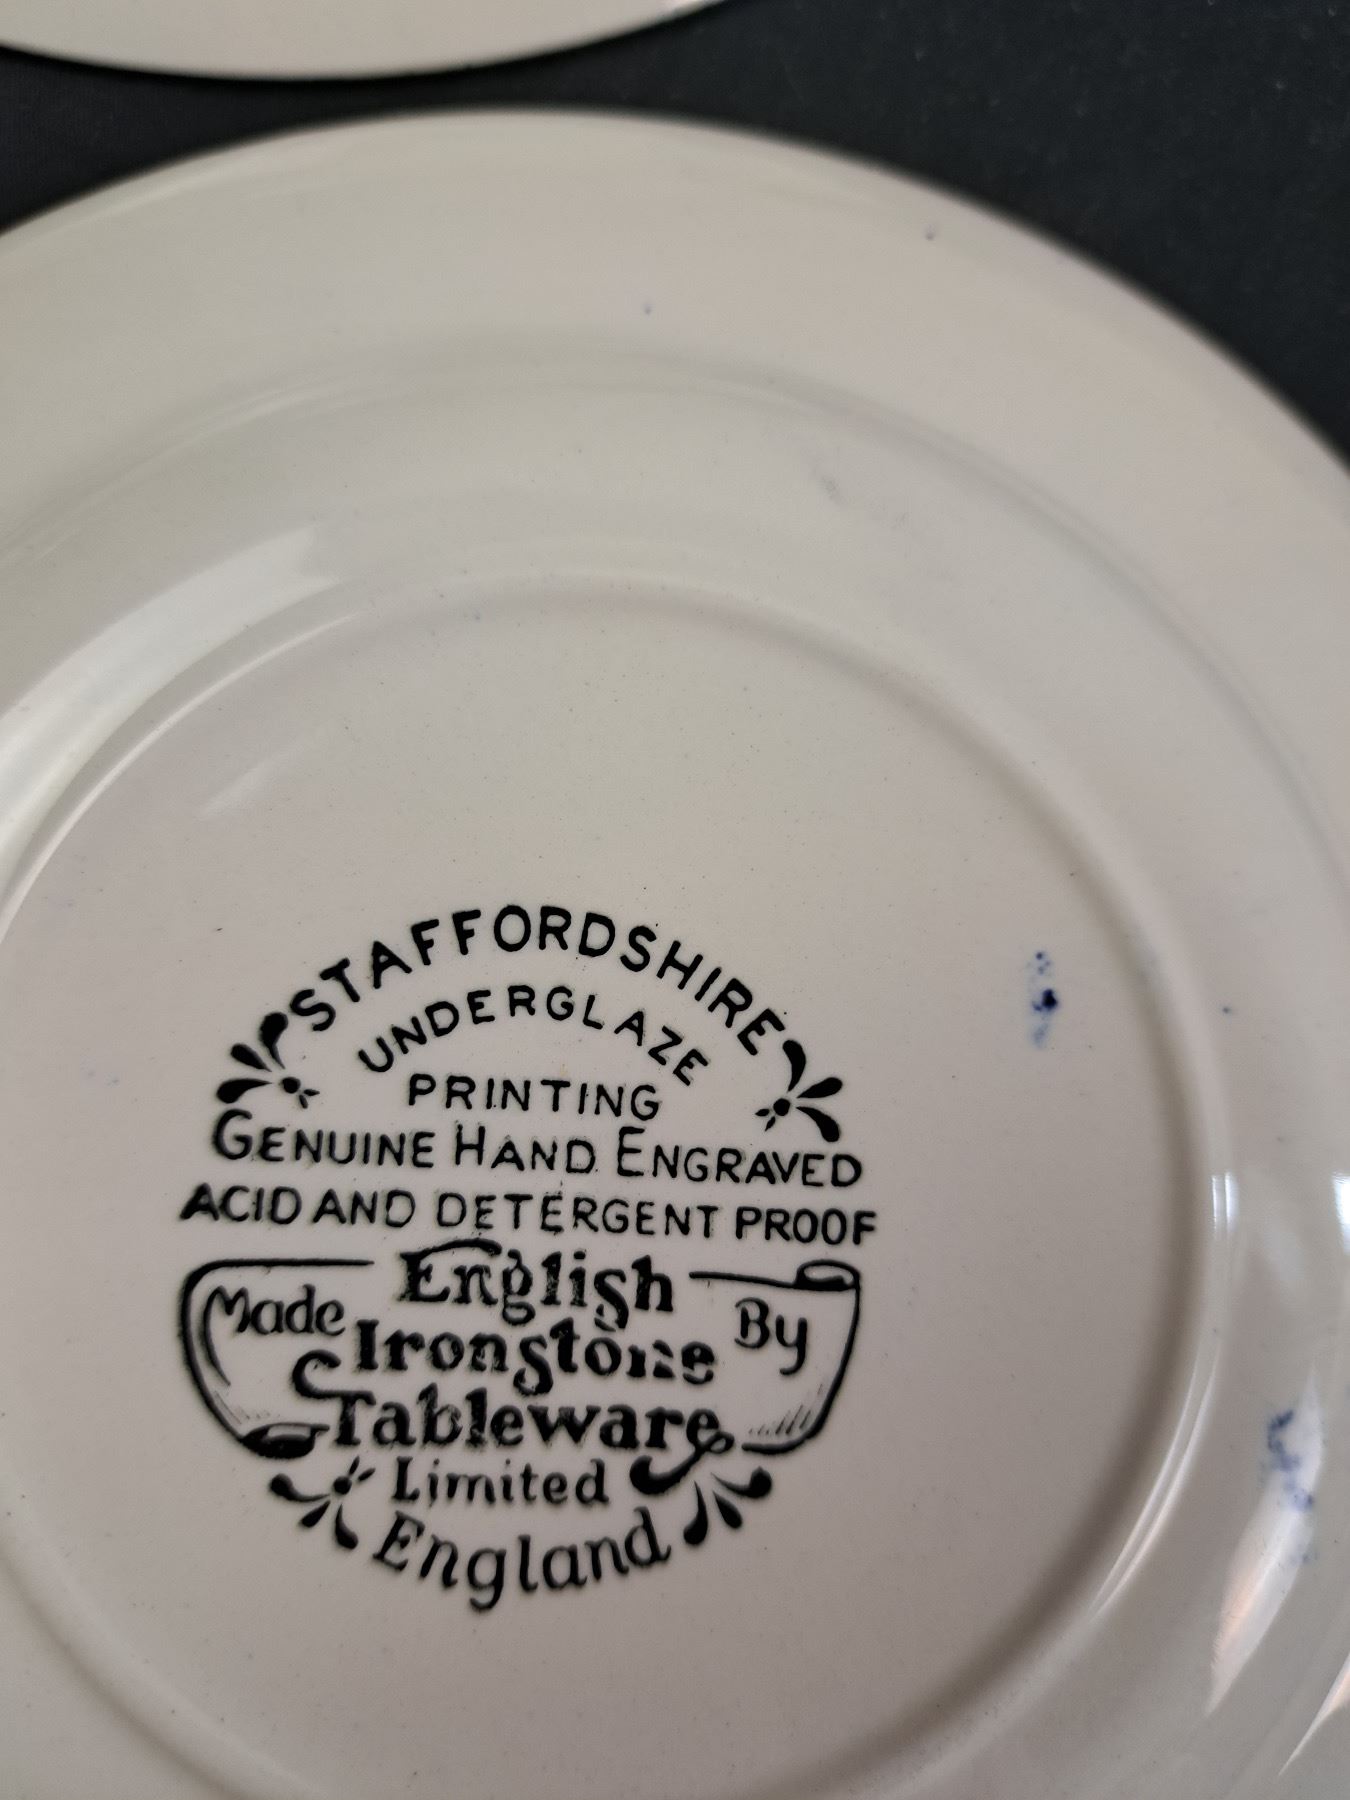 STAFFORDSHIRE
UNDERGLAZE
PRINTING
GENUINE HAND ENGRAVED
ACID AND DETERGENT PROOF
Made English By
Ironstone
Tableware
Limited
England